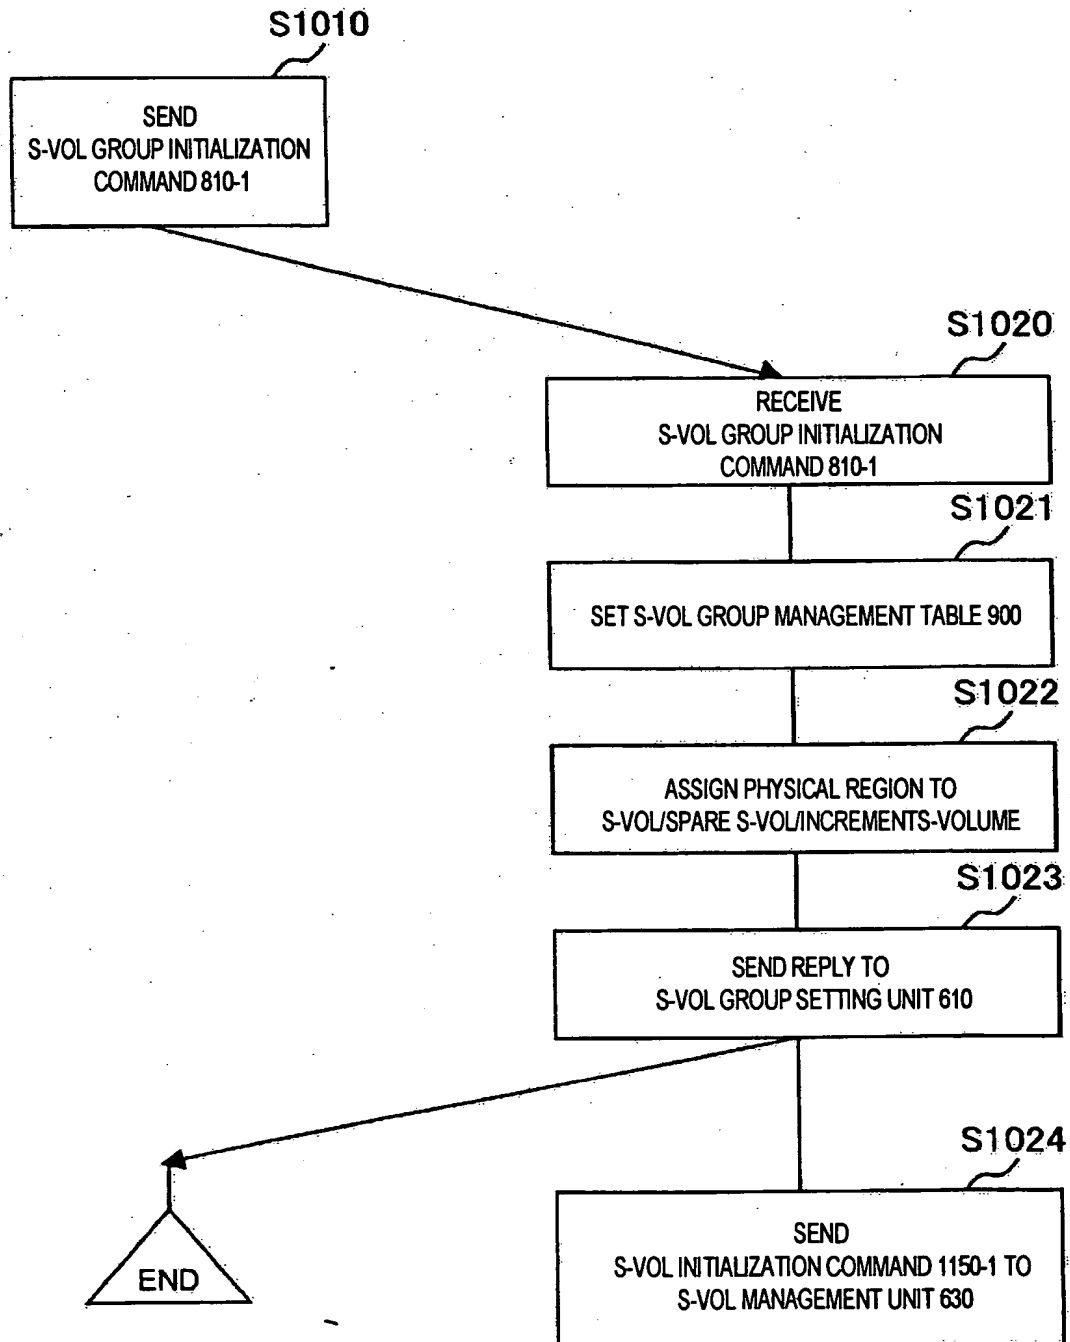 S1010
SEND
S-VOL GROUP INITIALIZATION
COMMAND 810-1
S1020
RECEIVE
S-VOL GROUP INITIALIZATION
COMMAND 810-1
S1021
SET S-VOL GROUP MANAGEMENT TABLE 900
S1022
ASSIGN PHYSICAL REGION TO
S-VOL/SPARE S-VOL/INCREMENTS-VOLUME
S1023
SEND REPLY TO
S-VOL GROUP SETTING UNIT 610
S1024
SEND
S-VOL INITIALIZATION COMMAND 1150-1 TO
S-VOL MANAGEMENT UNIT 630
END